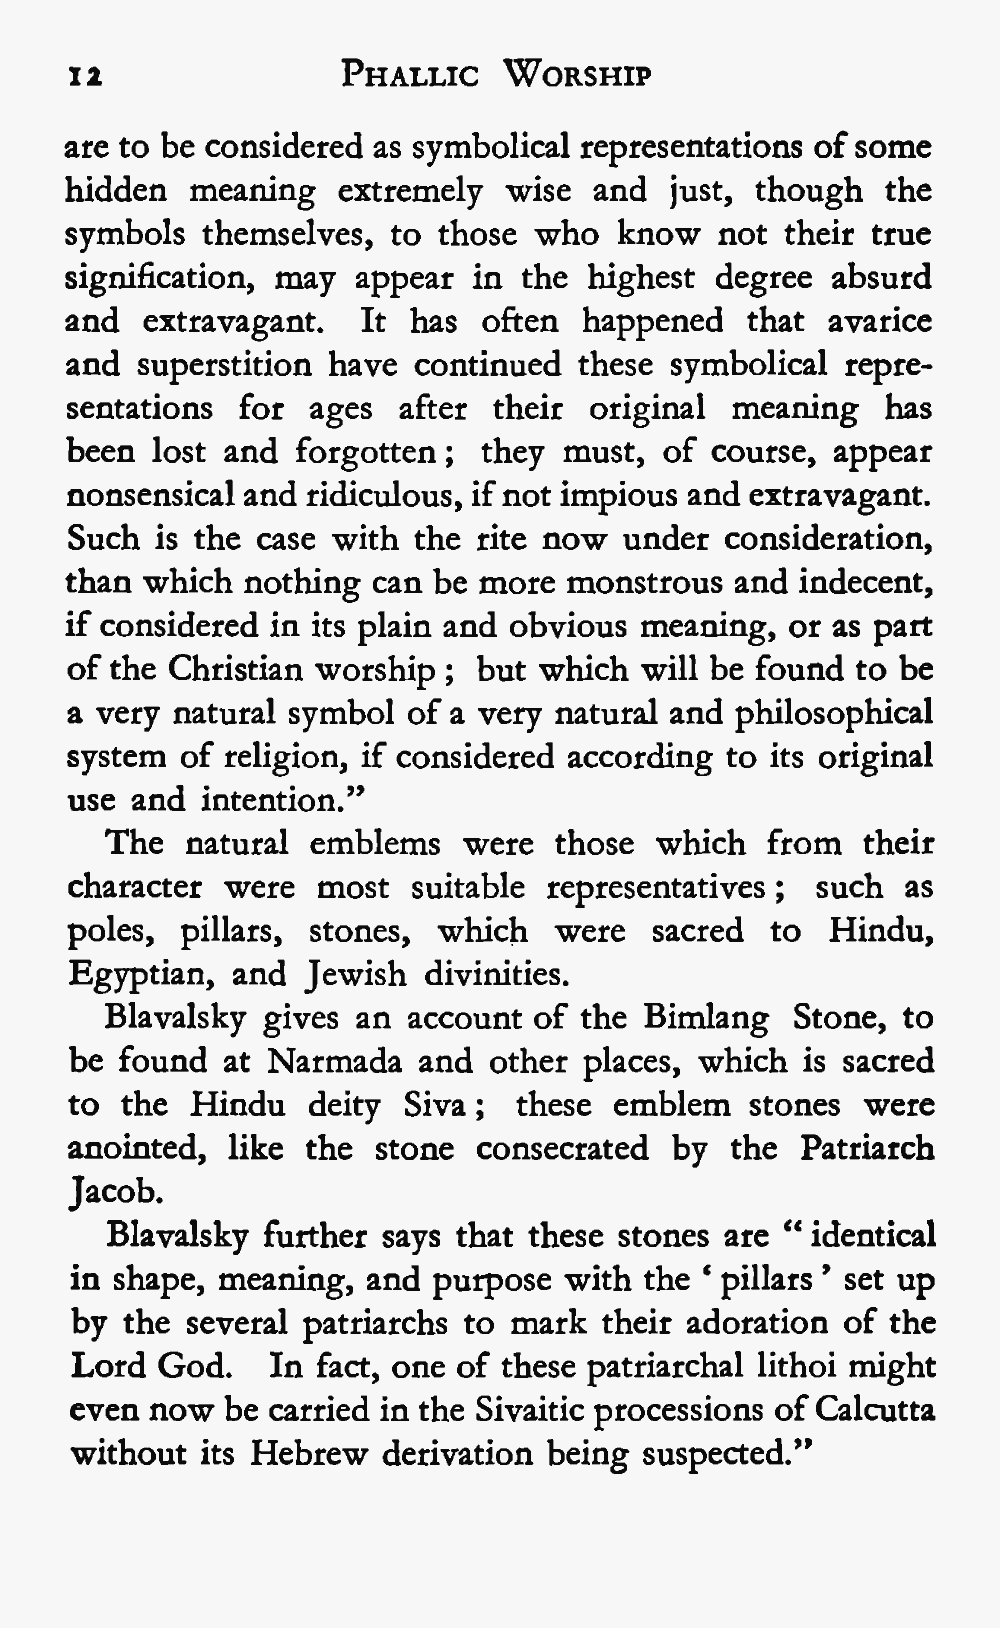 12 PHALLIC WORSHIP
are to be considered as symbolical representations of some
hidden meaning extremely wise and just, though the
symbols themselves, to those who know not their true
signification, may appear in the highest degree absurd
and extravagant. It has often happened that avarice
and superstition have continued these symbolical repre-
sentations for ages after their original meaning has
been lost and forgotten ; they must, of course, appear
nonsensical and ridiculous, if not impious and extravagant.
Such is the case with the rite now under consideration,
than which nothing can be more monstrous and indecent,
if considered in its plain and obvious meaning, or as part
of the Christian worship ; but which will be found to be
a very natural symbol of a very natural and philosophical
system of religion, if considered according to its original
use and intention.”
The natural emblems were those which from their
character were most suitable representatives ; such as
poles, pillars, stones, which were sacred to Hindu,
Egyptian, and Jewish divinities.
Blavalsky gives an account of the Bimlang Stone, to
be found at Narmada and other places, which is sacred
to the Hindu deity Siva ; these emblem stones were
anointed, like the stone consecrated by the Patriarch
Jacob.
Blavalsky further says that these stones are “ identical
in shape, meaning, and purpose with the ‘ pillars ’ set up
by the several patriarchs to mark their adoration of the
Lord God. In fact, one of these patriarchal lithoi might
even now be carried in the Sivaitic processions of Calcutta
without its Hebrew derivation being suspected.”